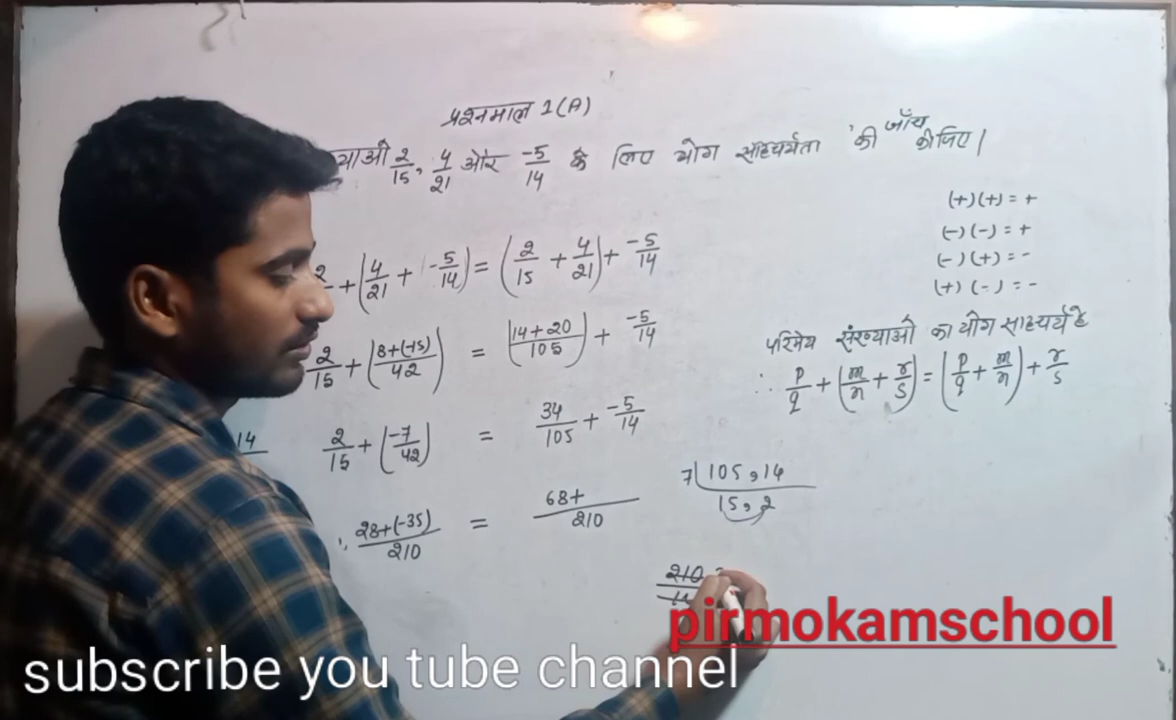 प्रश्नमाल 1(A)
2/15, 4/21 और -5/14 के लिए योग साहचर्यता की जाँच कीजिए।
(+)(+) = +
(-)(-) = +
(-)(+) = -
(+)(-) = -
+ (4/21 + -5/14) = (2/15 + 4/21) + -5/14
2/15 + (8+(-15)/42) = (14+20/105) + -5/14
2/15 + (-7/42) = 34/105 + -5/14
28+(-35)/210 = 68+/210
14
परिमेय संख्याओ का योग साहचर्य है
∴ p/q + (m/n + r/s) = (p/q + m/n) + r/s
7 105, 14
15, 2
210
pirmokamschool
subscribe you tube channel